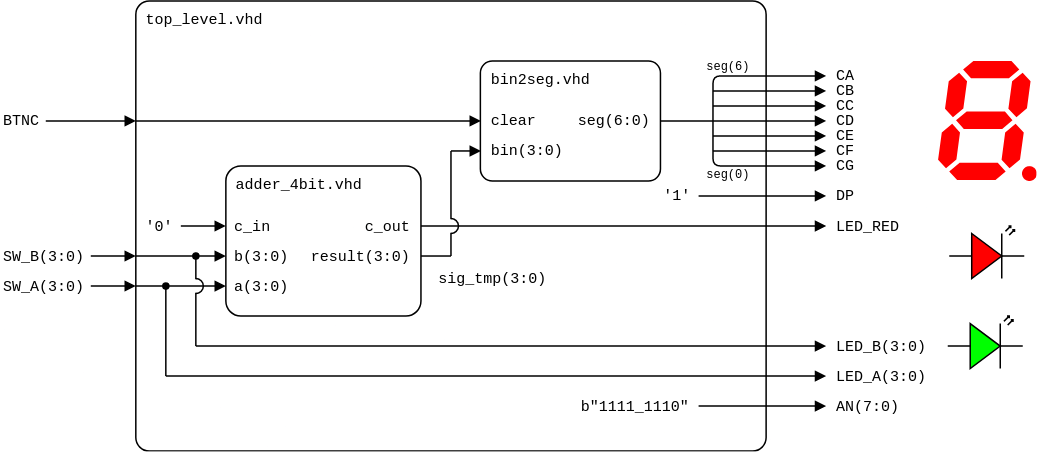 top_level.vhd
seg(6)
bin2seg.vhd
CA
CB
CC
BTNC
clear
seg(6:0)
CD
CE
bin(3:0)
CF
CG
seg(0)
adder_4bit.vhd
'1'
DP
'0'
c_in
c_out
LED_RED
SW_B(3:0)
b(3:0)
result(3:0)
sig_tmp(3:0)
SW_A(3:0)
a(3:0)
LED_B(3:0)
LED_A(3:0)
b"1111_1110"
AN(7:0)